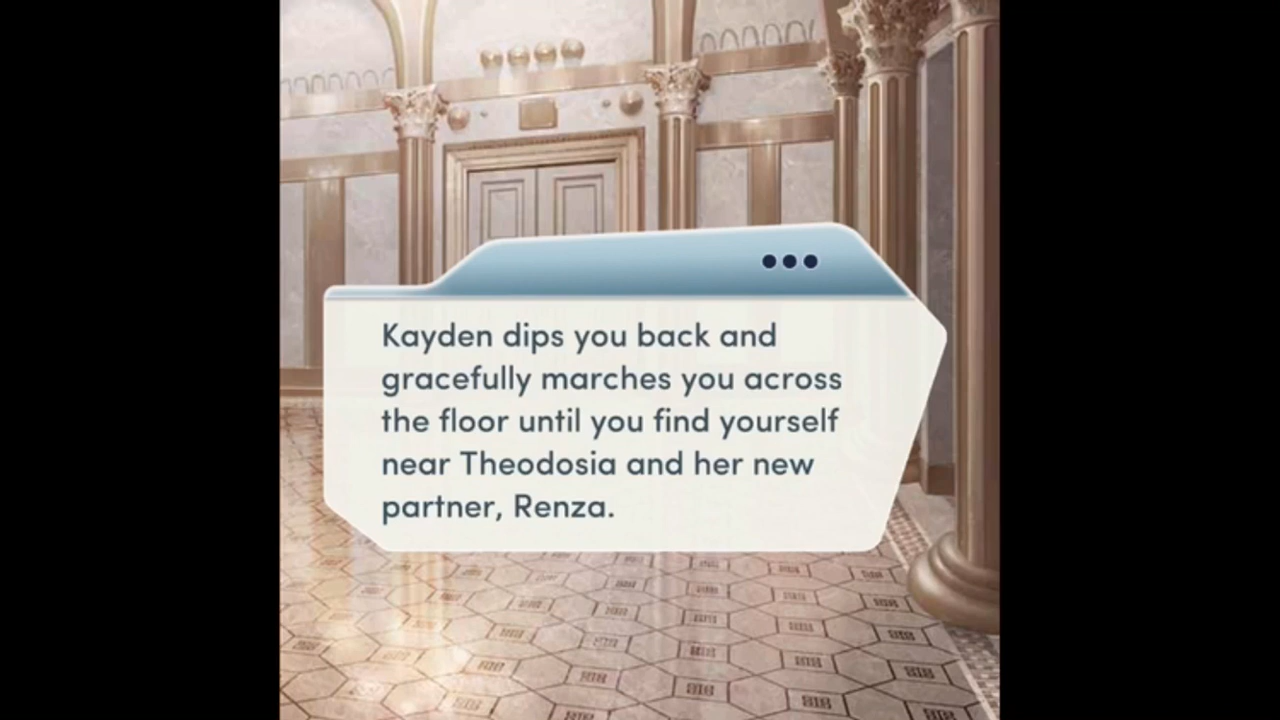 Kayden dips you back and
gracefully marches you across
the floor until you find yourself
near Theodosia and her new
partner, Renza.